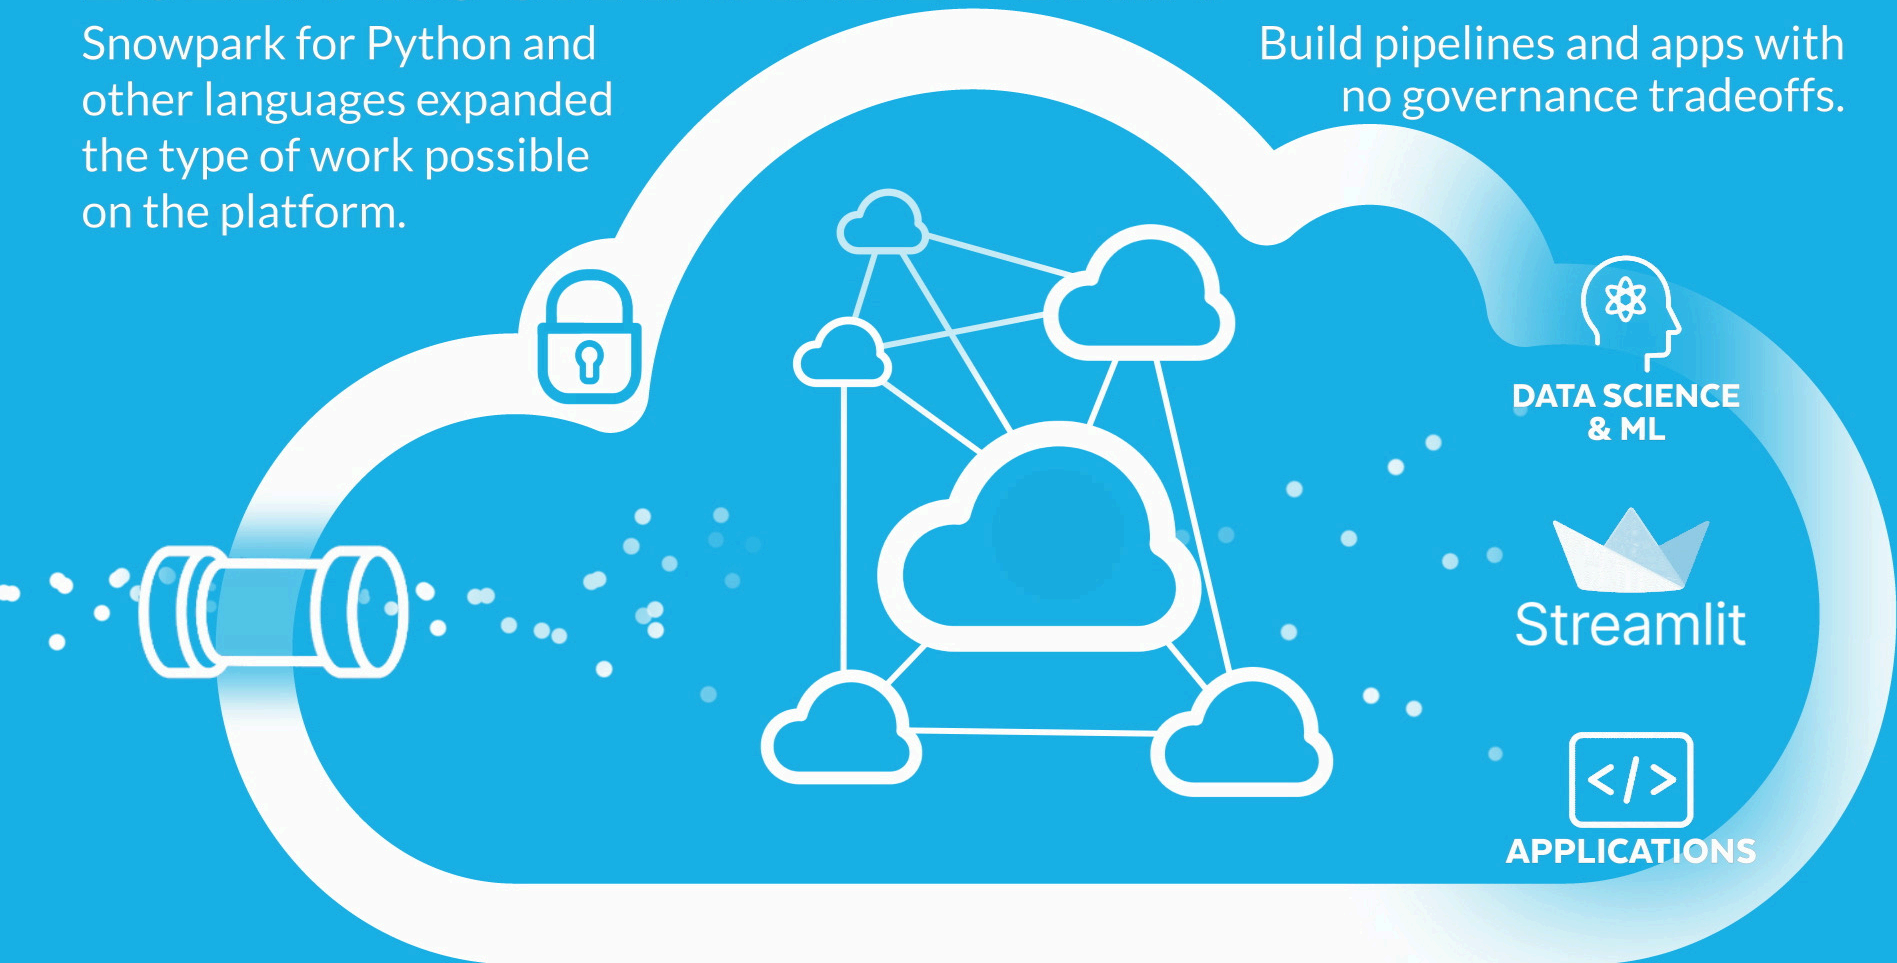 Snowpark for Python and
other languages expanded
the type of work possible
on the platform.
Build pipelines and apps with
no governance tradeoffs.
DATA SCIENCE
& ML
Streamlit
</>
APPLICATIONS